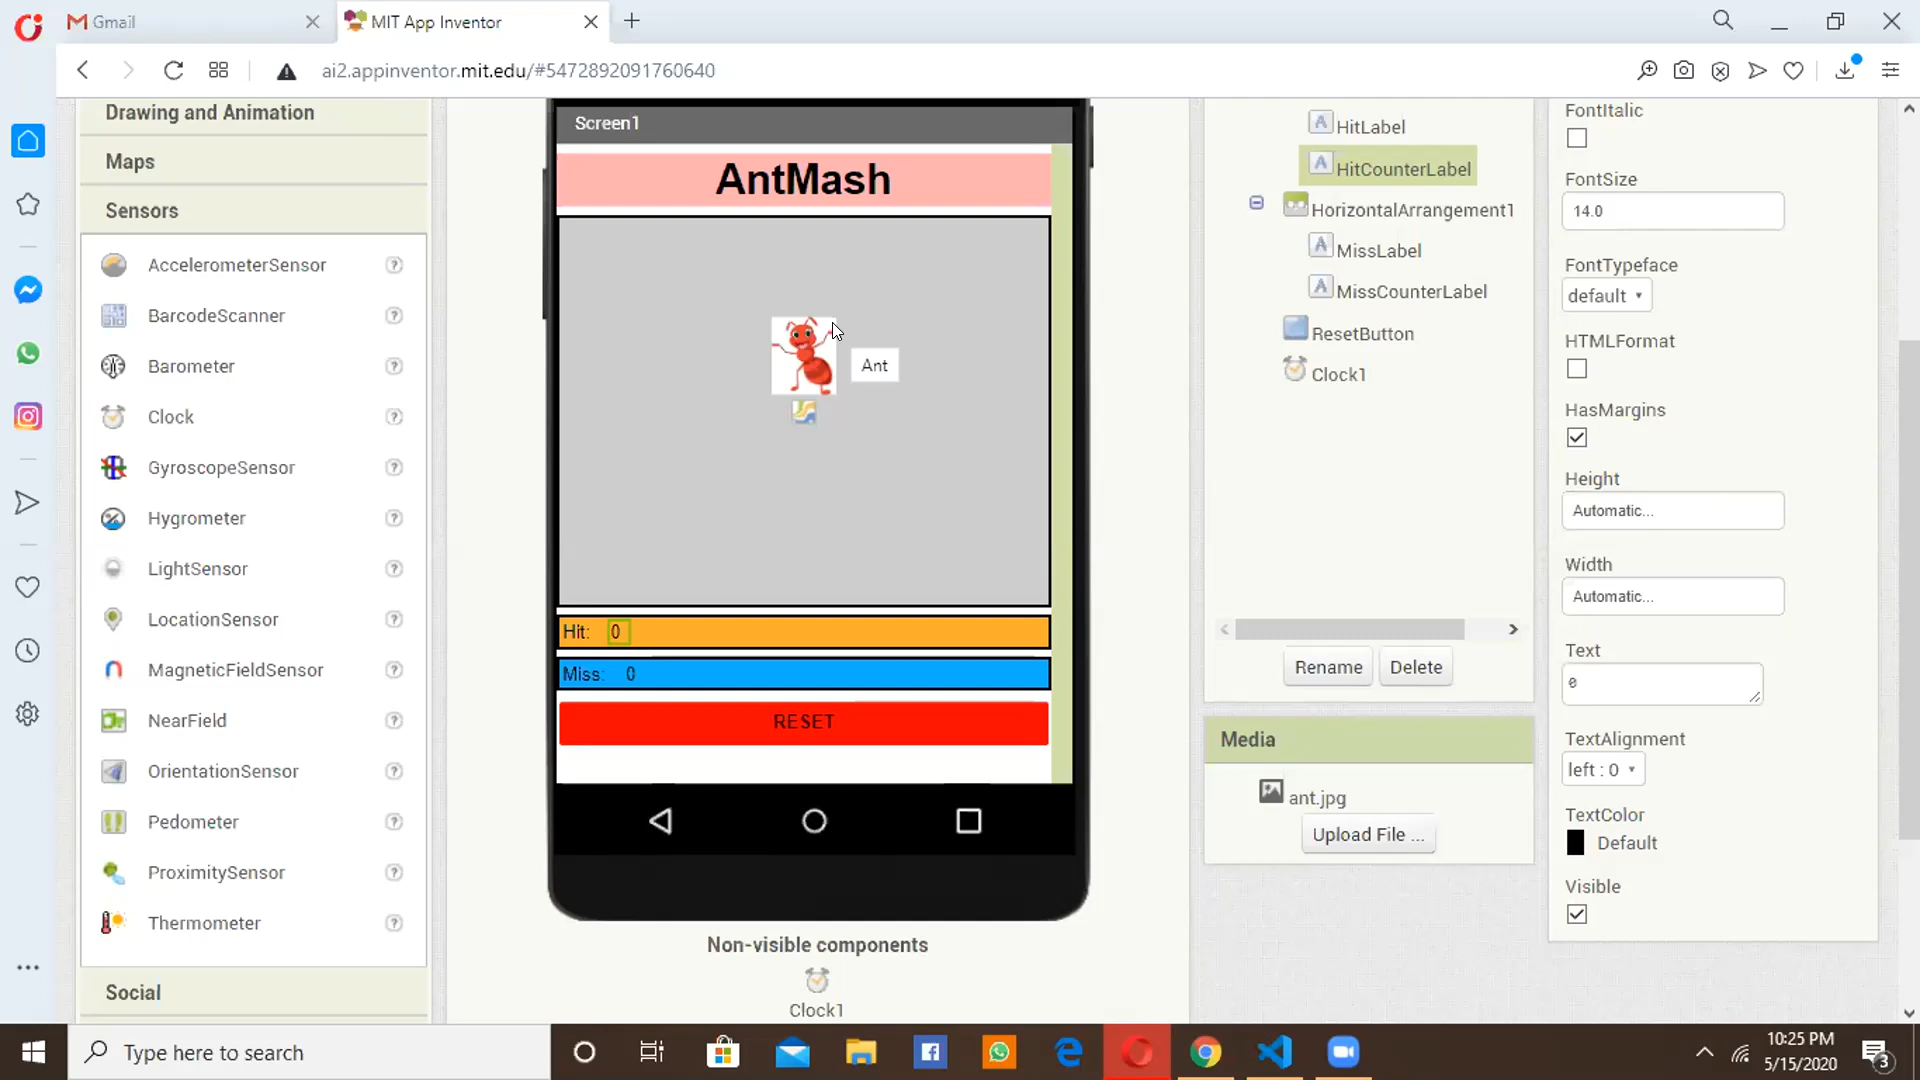 Gmail
MIT App Inventor
ai2.appinventor.mit.edu/#5472892091760640
Drawing and Animation
Maps
Sensors
AccelerometerSensor ?
BarcodeScanner ?
Barometer ?
Clock ?
GyroscopeSensor ?
Hygrometer ?
LightSensor ?
LocationSensor ?
MagneticFieldSensor ?
NearField ?
OrientationSensor ?
Pedometer ?
ProximitySensor ?
Thermometer ?
Social
Screen1
AntMash
Ant
Hit: 0
Miss: 0
RESET
Non-visible components
Clock1
A HitLabel
A HitCounterLabel
HorizontalArrangement1
A MissLabel
A MissCounterLabel
ResetButton
Clock1
Rename Delete
Media
ant.jpg
Upload File ...
FontItalic
FontSize
14.0
FontTypeface
default
HTMLFormat
HasMargins
Height
Automatic...
Width
Automatic...
Text
0
TextAlignment
left : 0
TextColor
Default
Visible
Type here to search
10:25 PM
5/15/2020
3